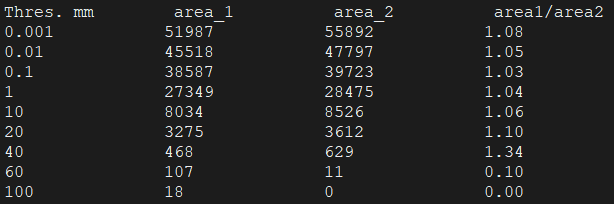 Thres. mm area_1 area_2 area1/area2
0.001 51987 55892 1.08
0.01 45518 47797 1.05
0.1 38587 39723 1.03
1 27349 28475 1.04
10 8034 8526 1.06
20 3275 3612 1.10
40 468 629 1.34
60 107 11 0.10
100 18 0 0.00